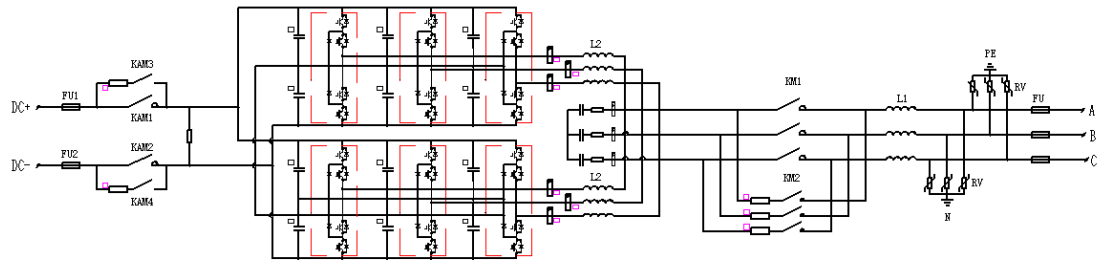 KAM3
DC+
FU1
KAM1
DC-
FU2
KAM2
KAM4
L2
L2
KM1
KM2
L1
PE
RV
FU
A
B
C
RV
N